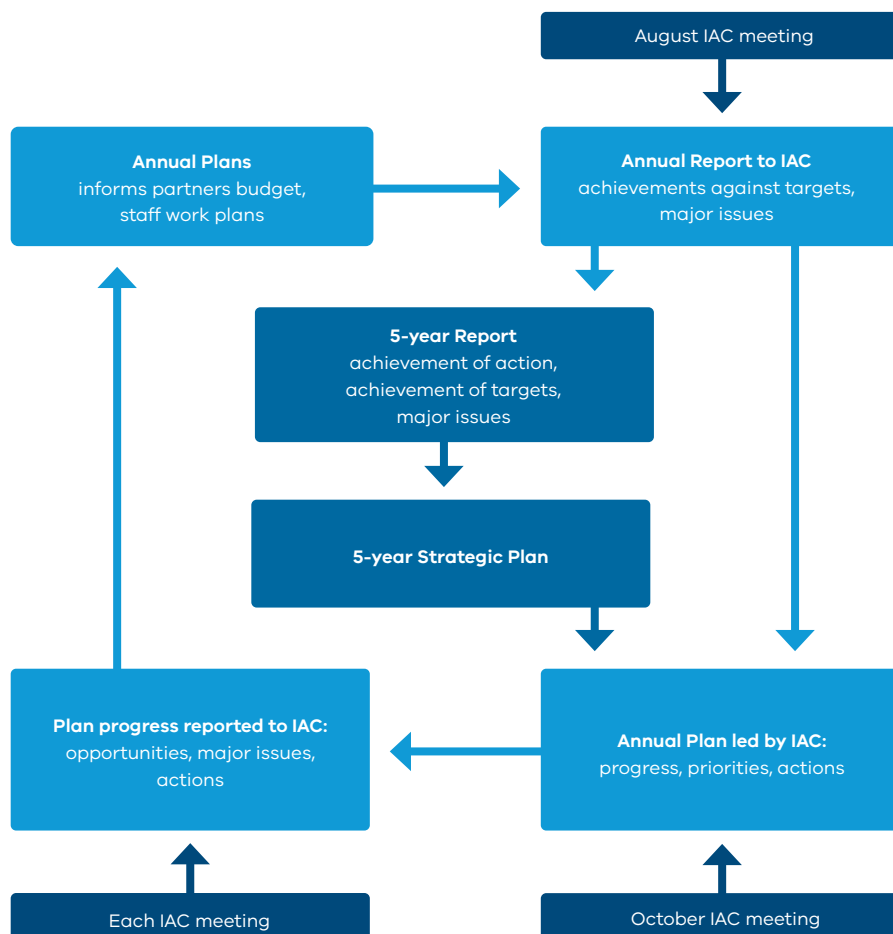 August IAC meeting
Annual Plans
informs partners budget,
staff work plans
Annual Report to IAC
achievements against targets,
major issues
5-year Report
achievement of action,
achievement of targets,
major issues
5-year Strategic Plan
Plan progress reported to IAC:
opportunities, major issues,
actions
Annual Plan led by IAC:
progress, priorities, actions
Each IAC meeting
October IAC meeting